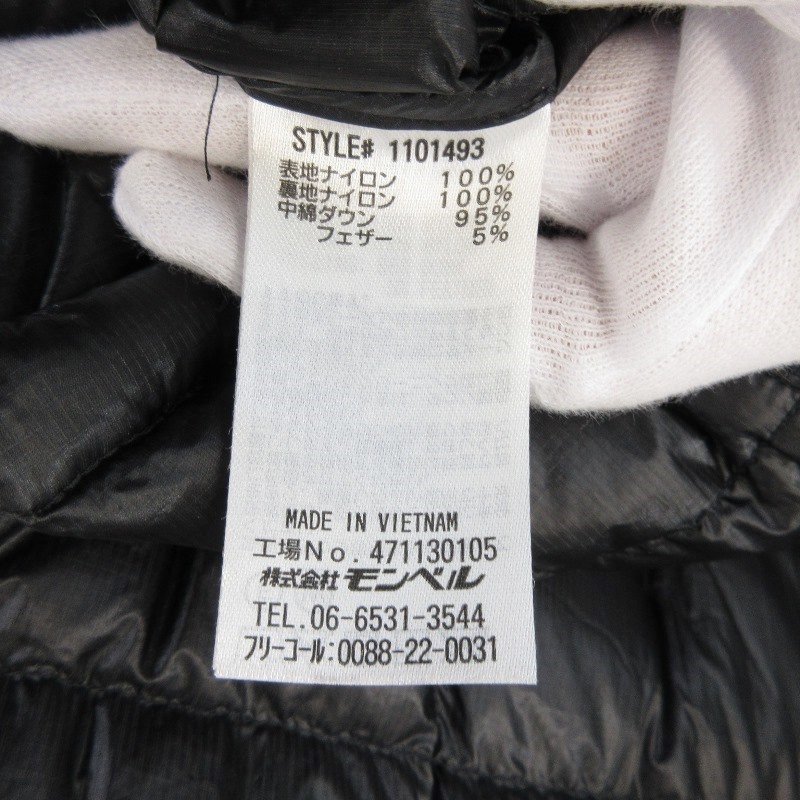 STYLE# 1101493
表地ナイロン 100%
裏地ナイロン 100%
中綿ダウン 95%
フェザー 5%
MADE IN VIETNAM
工場No. 471130105
株式会社モンベル
TEL. 06-6531-3544
フリーコール:0088-22-0031